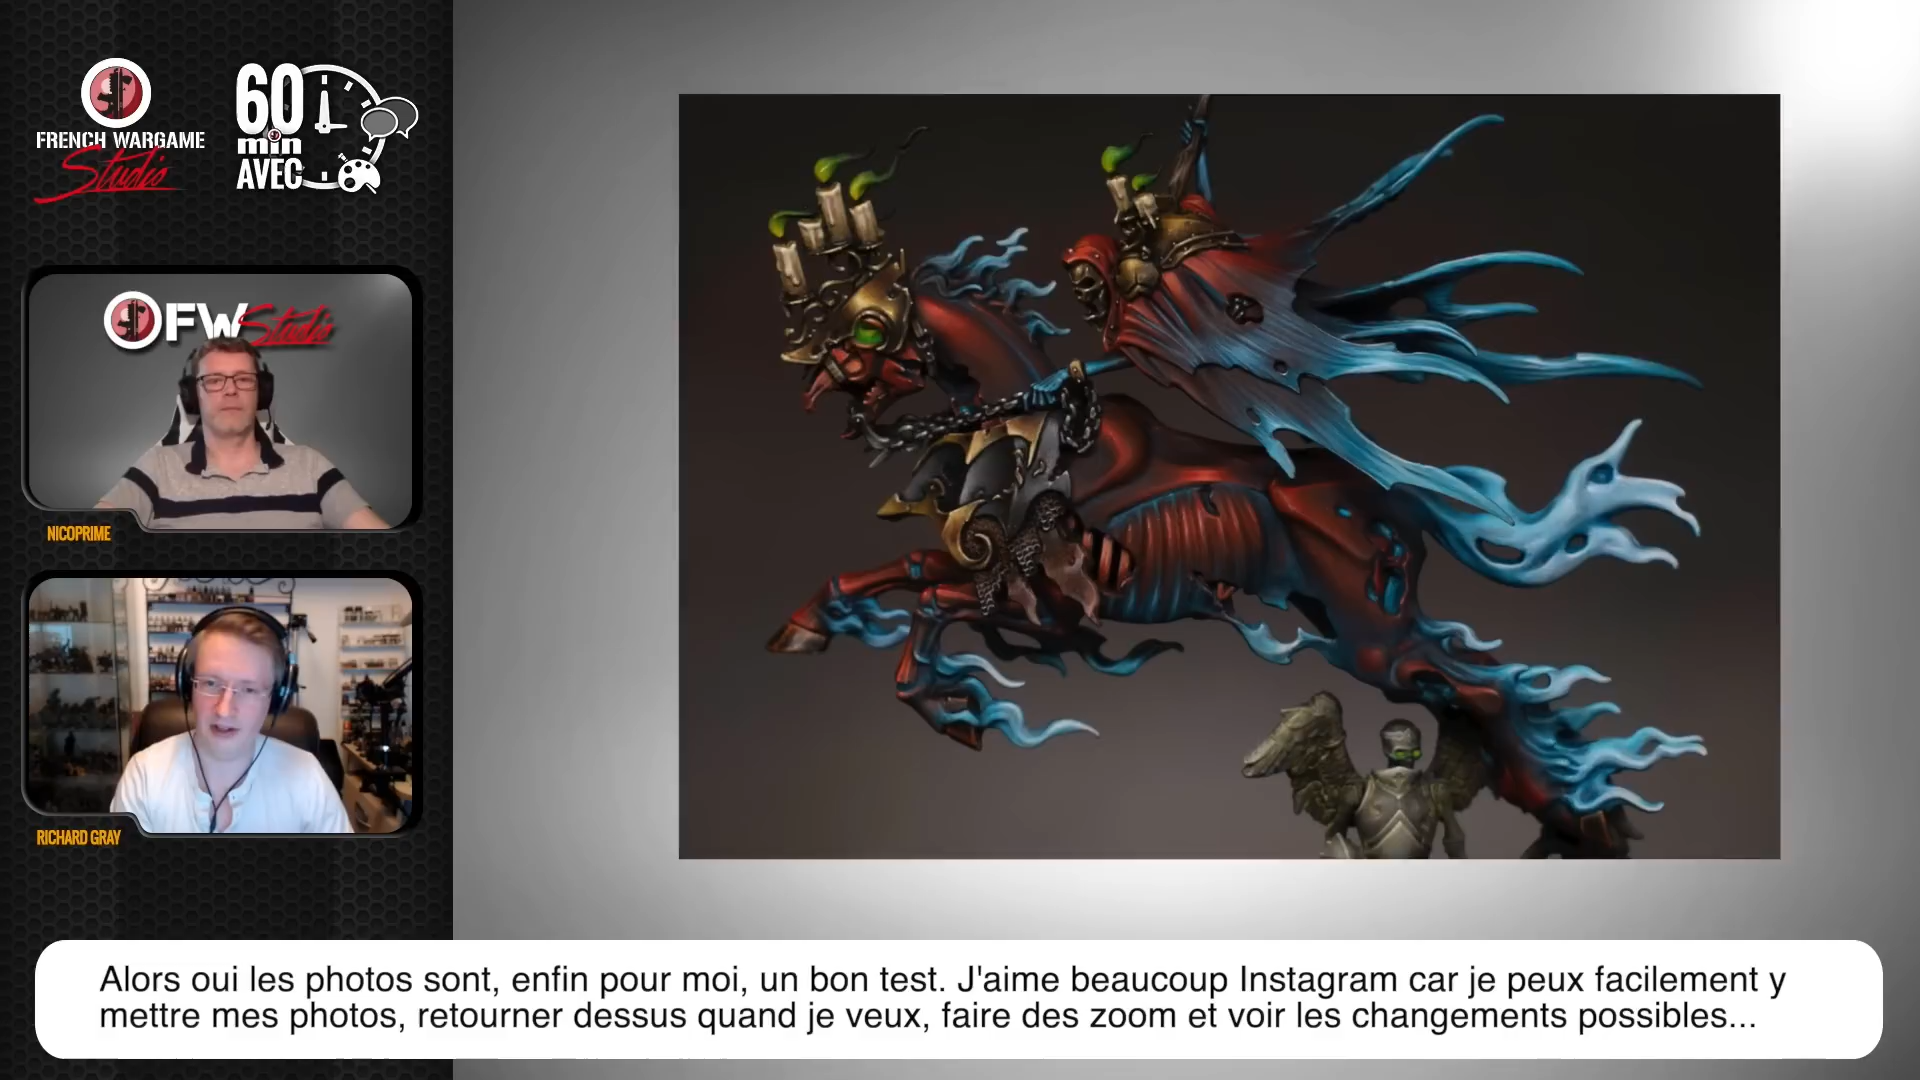 FRENCH WARGAME
Studio
60
min
AVEC
FW Studio
NICOPRIME
RICHARD GRAY
Alors oui les photos sont, enfin pour moi, un bon test. J'aime beaucoup Instagram car je peux facilement y
mettre mes photos, retourner dessus quand je veux, faire des zoom et voir les changements possibles...